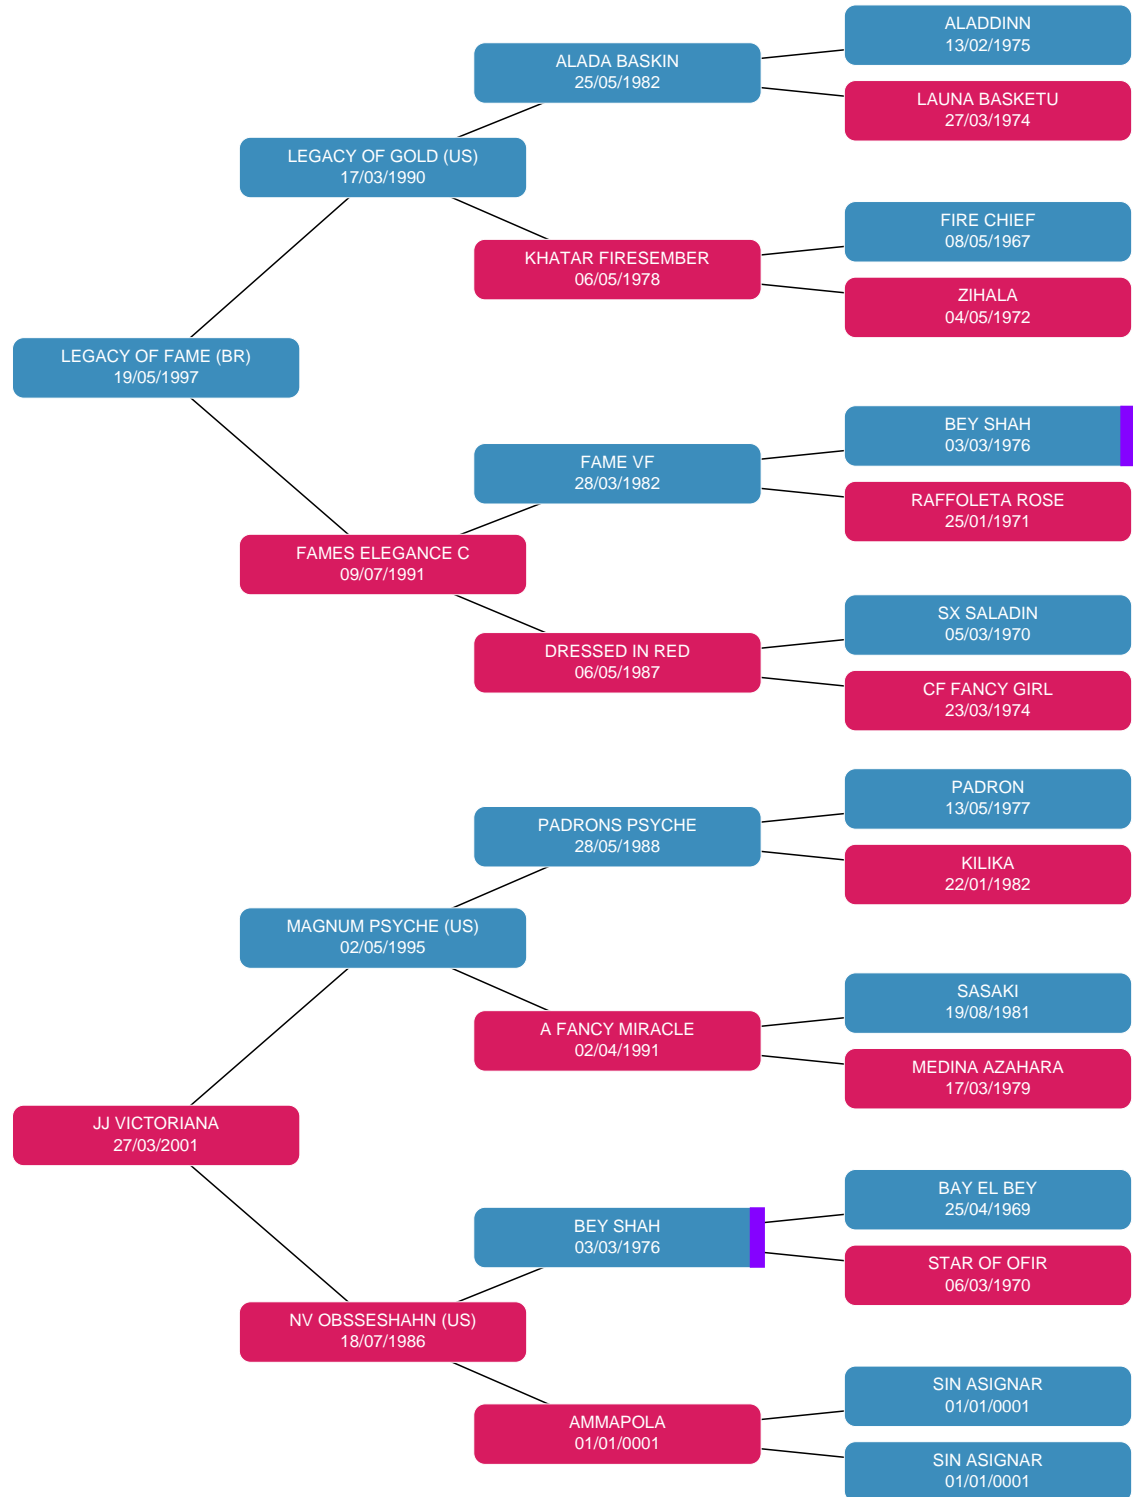 ALADDINN
13/02/1975
ALADA BASKIN
25/05/1982
LAUNA BASKETU
27/03/1974
LEGACY OF GOLD (US)
17/03/1990
FIRE CHIEF
08/05/1967
KHATAR FIRESEMBER
06/05/1978
ZIHALA
04/05/1972
LEGACY OF FAME (BR)
19/05/1997
BEY SHAH
03/03/1976
FAME VF
28/03/1982
RAFFOLETA ROSE
25/01/1971
FAMES ELEGANCE C
09/07/1991
SX SALADIN
05/03/1970
DRESSED IN RED
06/05/1987
CF FANCY GIRL
23/03/1974
PADRON
13/05/1977
PADRONS PSYCHE
28/05/1988
KILIKA
22/01/1982
MAGNUM PSYCHE (US)
02/05/1995
SASAKI
19/08/1981
A FANCY MIRACLE
02/04/1991
MEDINA AZAHARA
17/03/1979
JJ VICTORIANA
27/03/2001
BAY EL BEY
25/04/1969
BEY SHAH
03/03/1976
STAR OF OFIR
06/03/1970
NV OBSSESHAHN (US)
18/07/1986
SIN ASIGNAR
01/01/0001
AMMAPOLA
01/01/0001
SIN ASIGNAR
01/01/0001